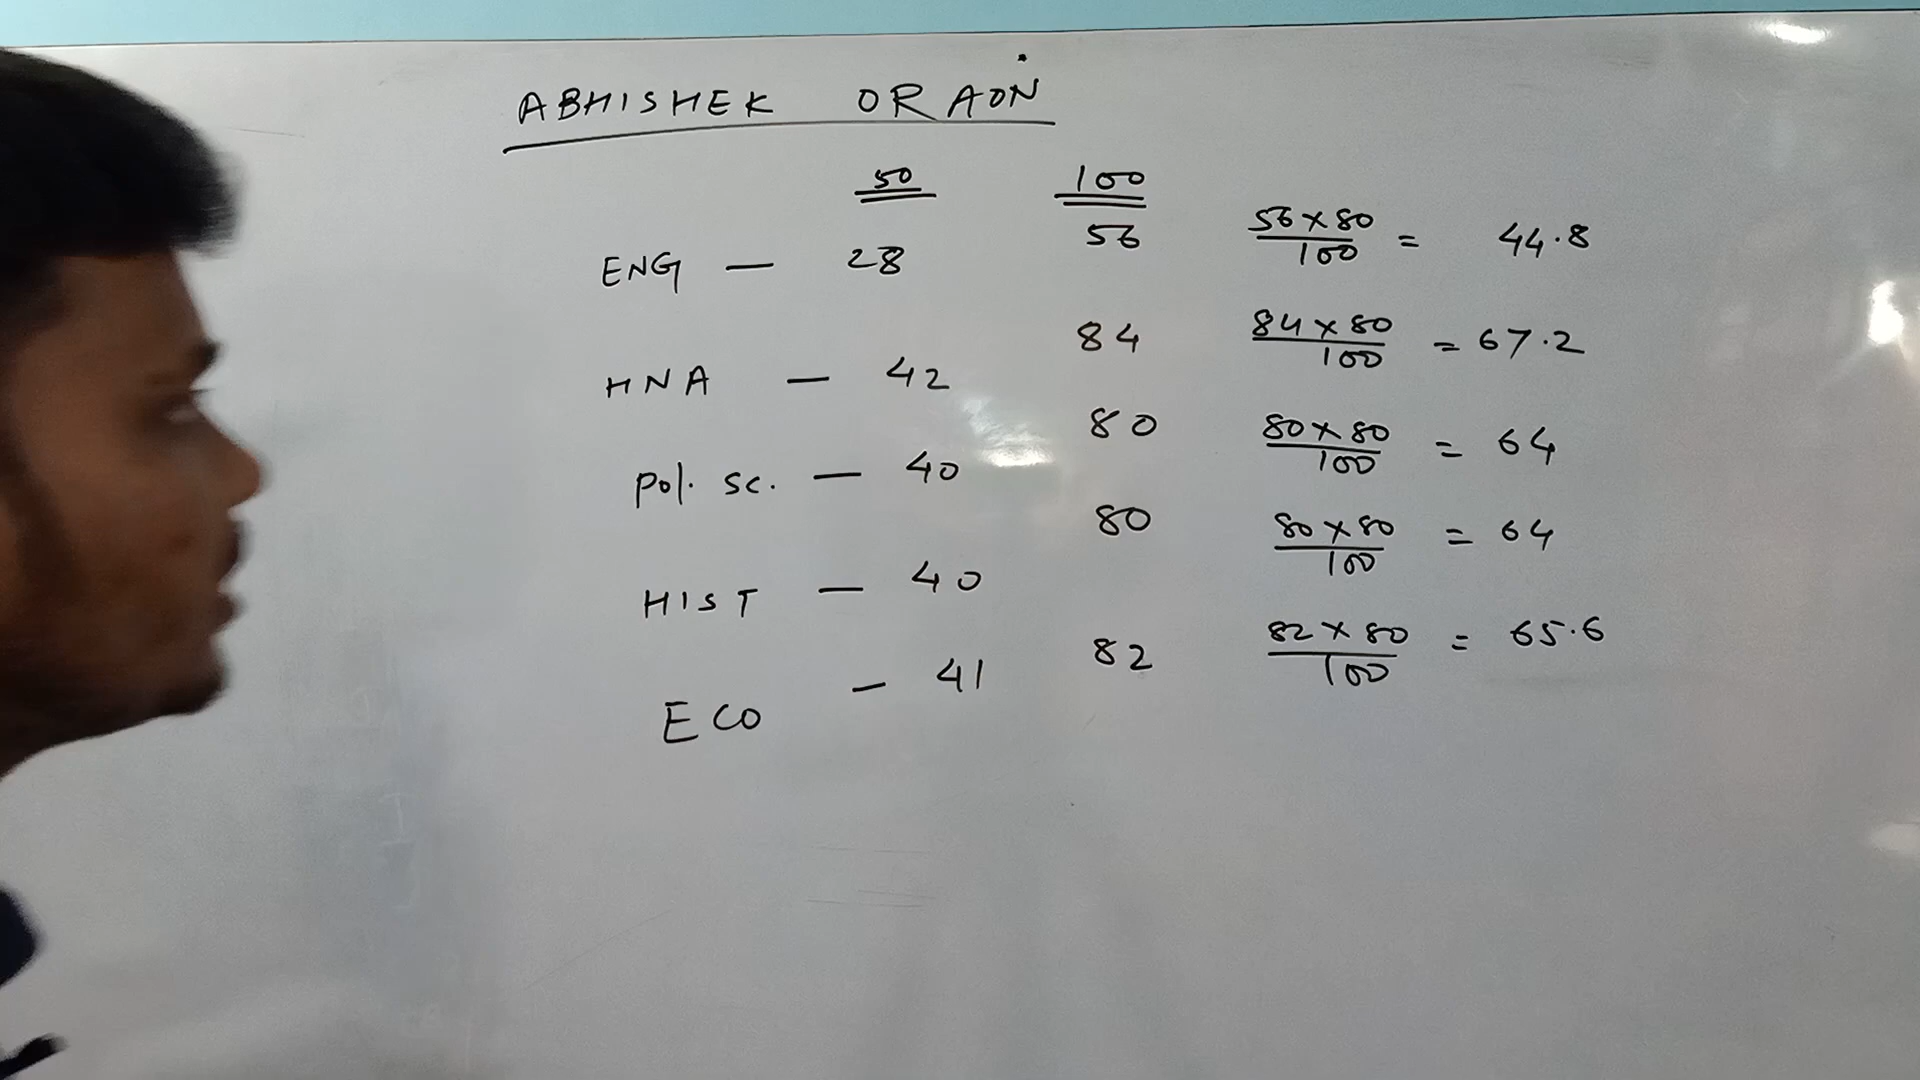 ABHISHEK ORAON
50 100
ENG — 28 56 56 x 80 / 100 = 44.8
HNA — 42 84 84 x 80 / 100 = 67.2
Pol. Sc. — 40 80 80 x 80 / 100 = 64
HIST — 40 80 80 x 80 / 100 = 64
ECO - 41 82 82 x 80 / 100 = 65.6